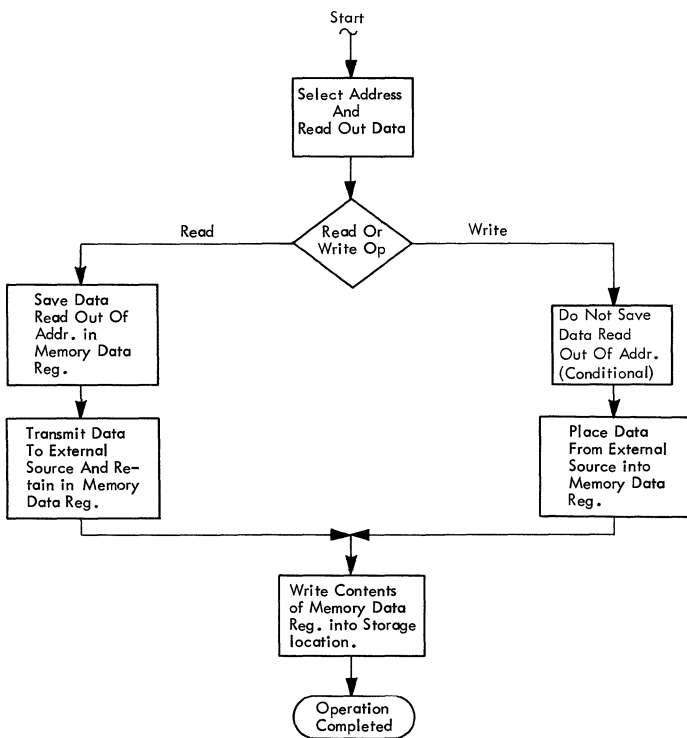 Start
Select Address
And
Read Out Data
Read Or
Write Op
Read
Write
Save Data
Read Out Of
Addr. in
Memory Data
Reg.
Do Not Save
Data Read
Out Of Addr.
(Conditional)
Transmit Data
To External
Source And Re-
tain in Memory
Data Reg.
Place Data
From External
Source into
Memory Data
Reg.
Write Contents
of Memory Data
Reg. into Storage
location.
Operation
Completed